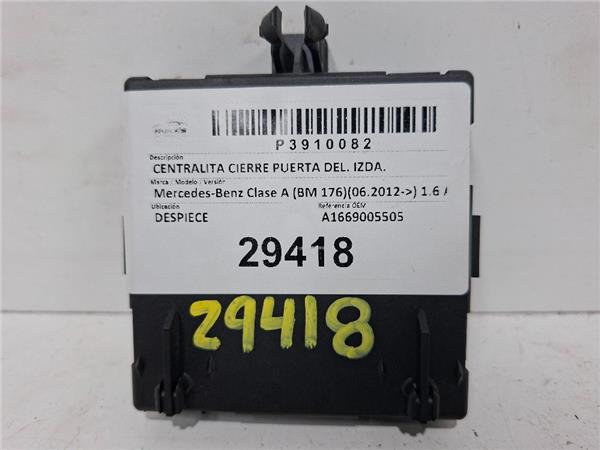 P3910082
Descripción
CENTRALITA CIERRE PUERTA DEL. IZDA.
Marca / Modelo / Versión
Mercedes-Benz Clase A (BM 176)(06.2012->) 1.6
Ubicación
Referencia OEM
DESPIECE
A1669005505
29418
29418